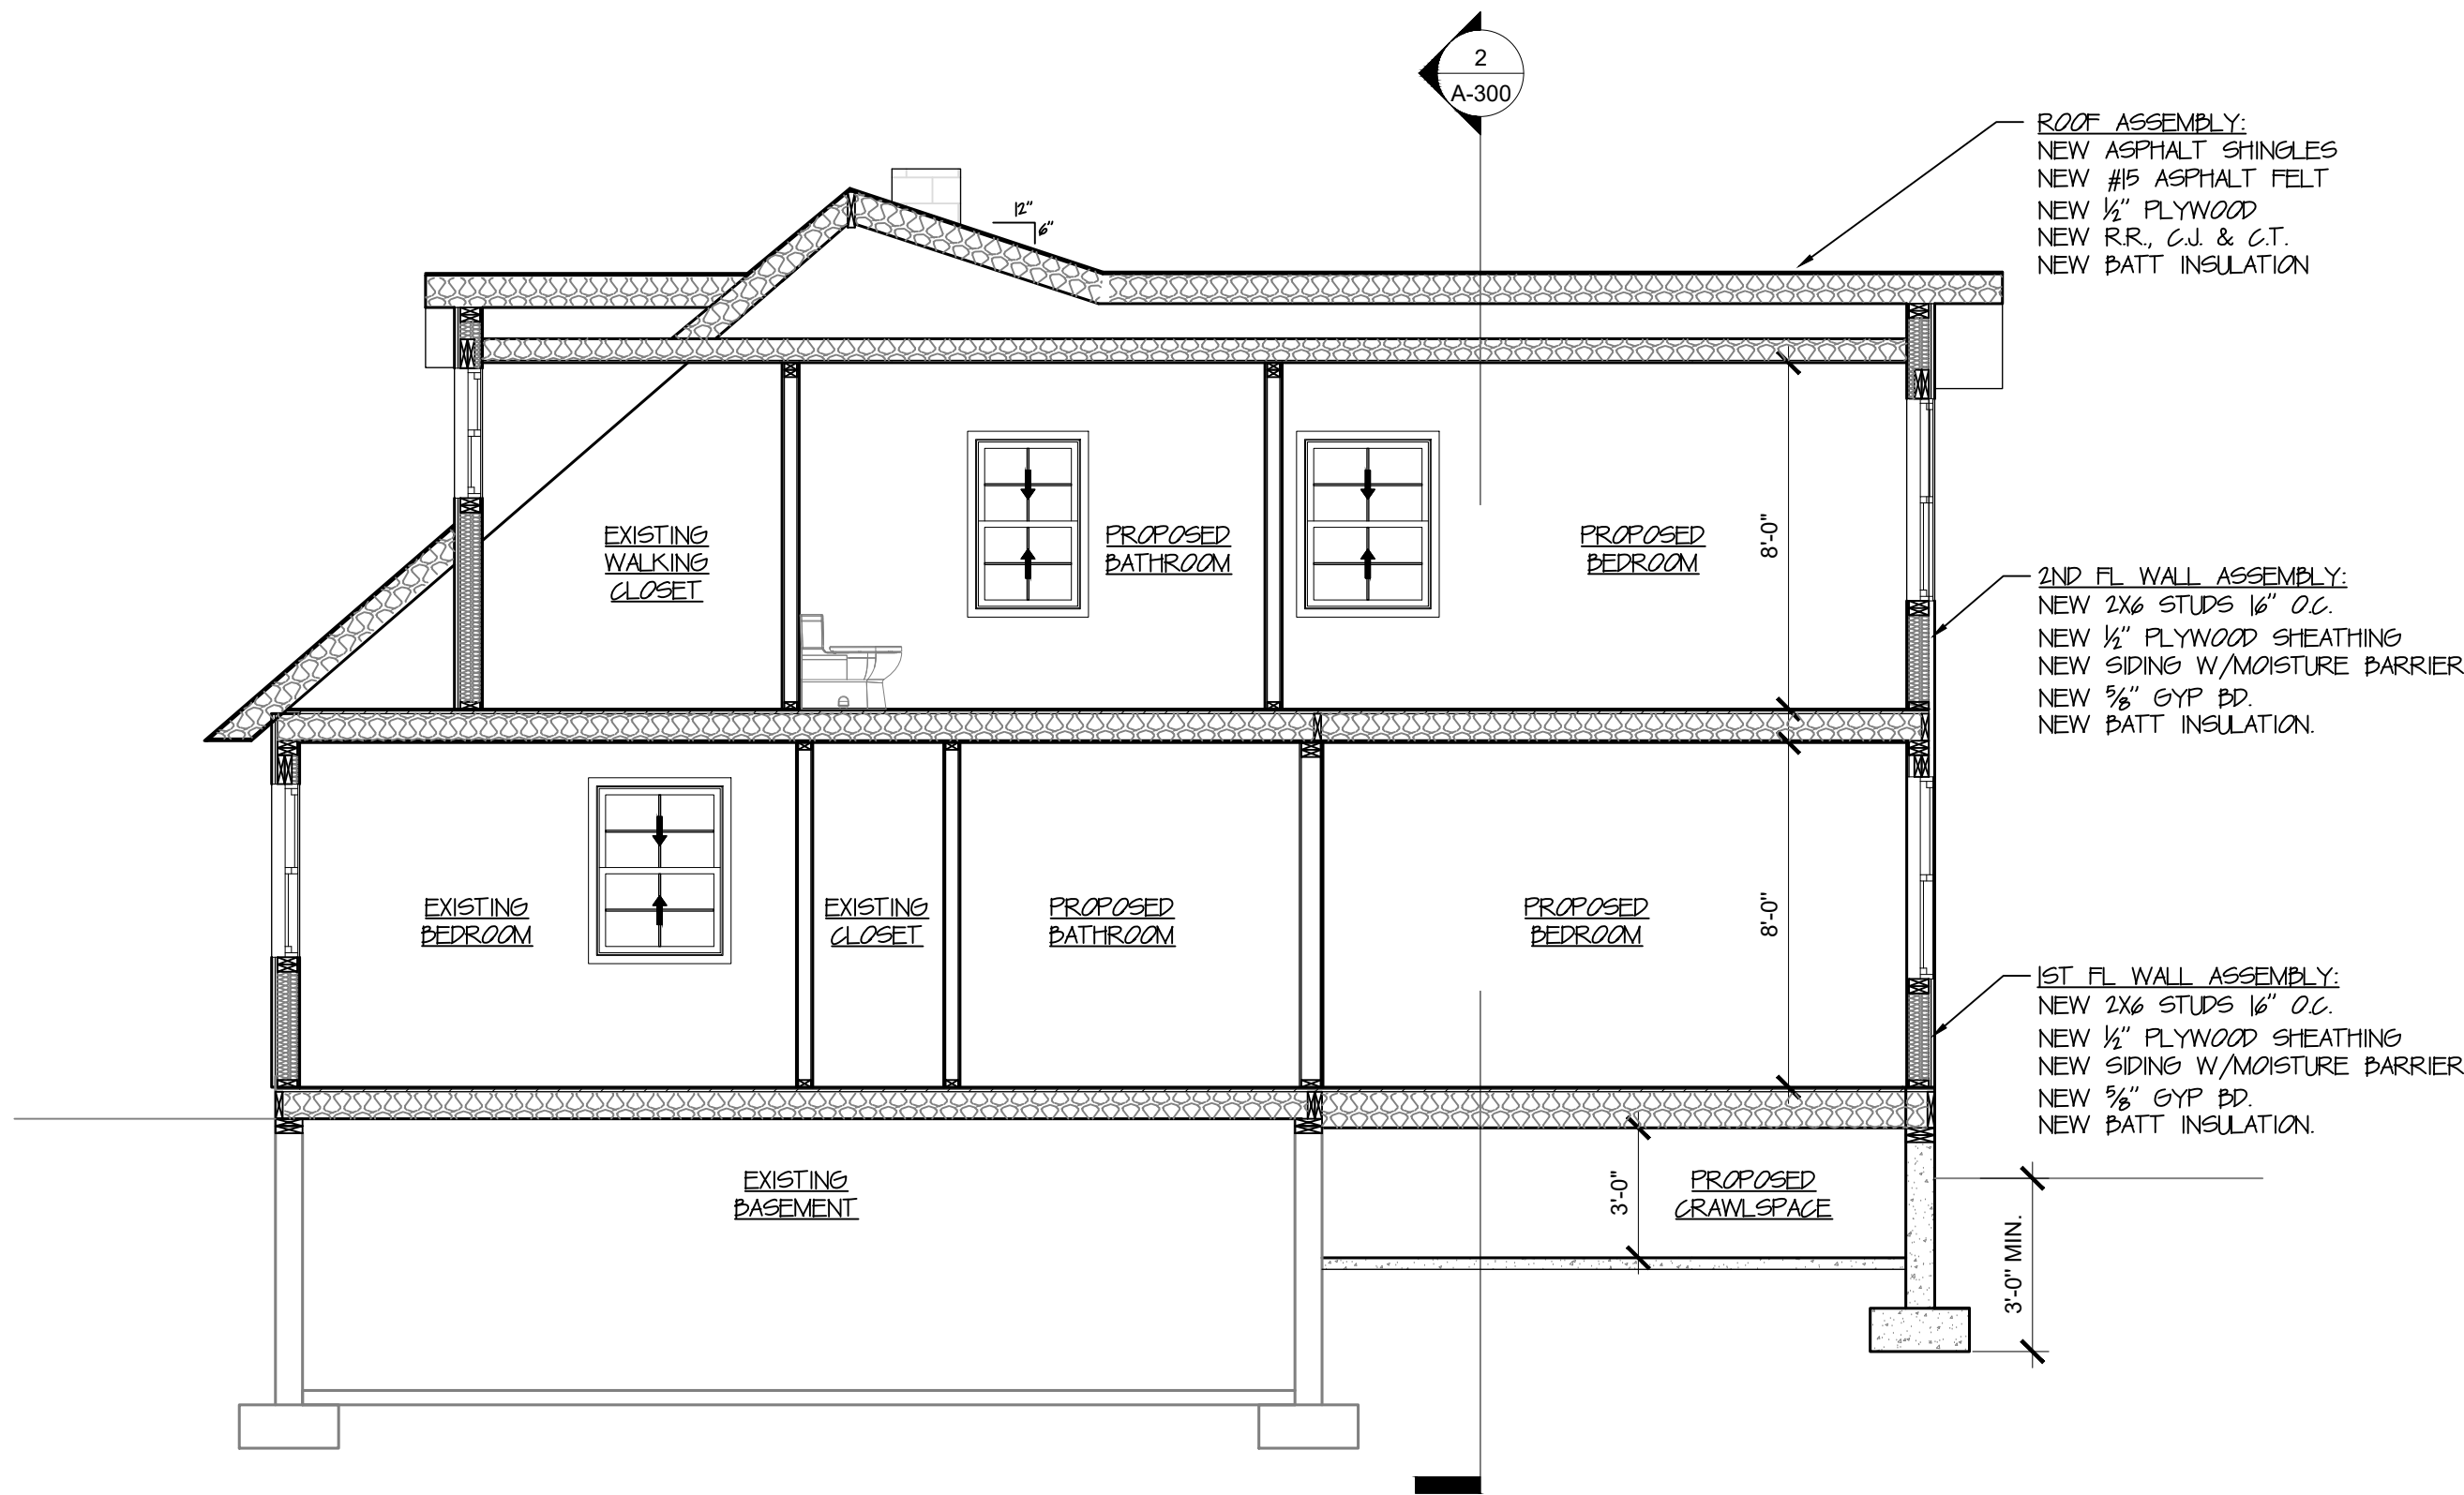 2
A-300
ROOF ASSEMBLY:
NEW ASPHALT SHINGLES
NEW #15 ASPHALT FELT
NEW 1/2" PLYWOOD
NEW R.R., C.J. & C.T.
NEW BATT INSULATION
12"
6"
EXISTING
WALKING
CLOSET
PROPOSED
BATHROOM
PROPOSED
BEDROOM
8'-0"
2ND FL WALL ASSEMBLY:
NEW 2X6 STUDS 16" O.C.
NEW 1/2" PLYWOOD SHEATHING
NEW SIDING W/MOISTURE BARRIER
NEW 5/8" GYP BD.
NEW BATT INSULATION.
EXISTING
BEDROOM
EXISTING
CLOSET
PROPOSED
BATHROOM
PROPOSED
BEDROOM
8'-0"
1ST FL WALL ASSEMBLY:
NEW 2X6 STUDS 16" O.C.
NEW 1/2" PLYWOOD SHEATHING
NEW SIDING W/MOISTURE BARRIER
NEW 5/8" GYP BD.
NEW BATT INSULATION.
EXISTING
BASEMENT
3'-0"
PROPOSED
CRAWLSPACE
3'-0" MIN.